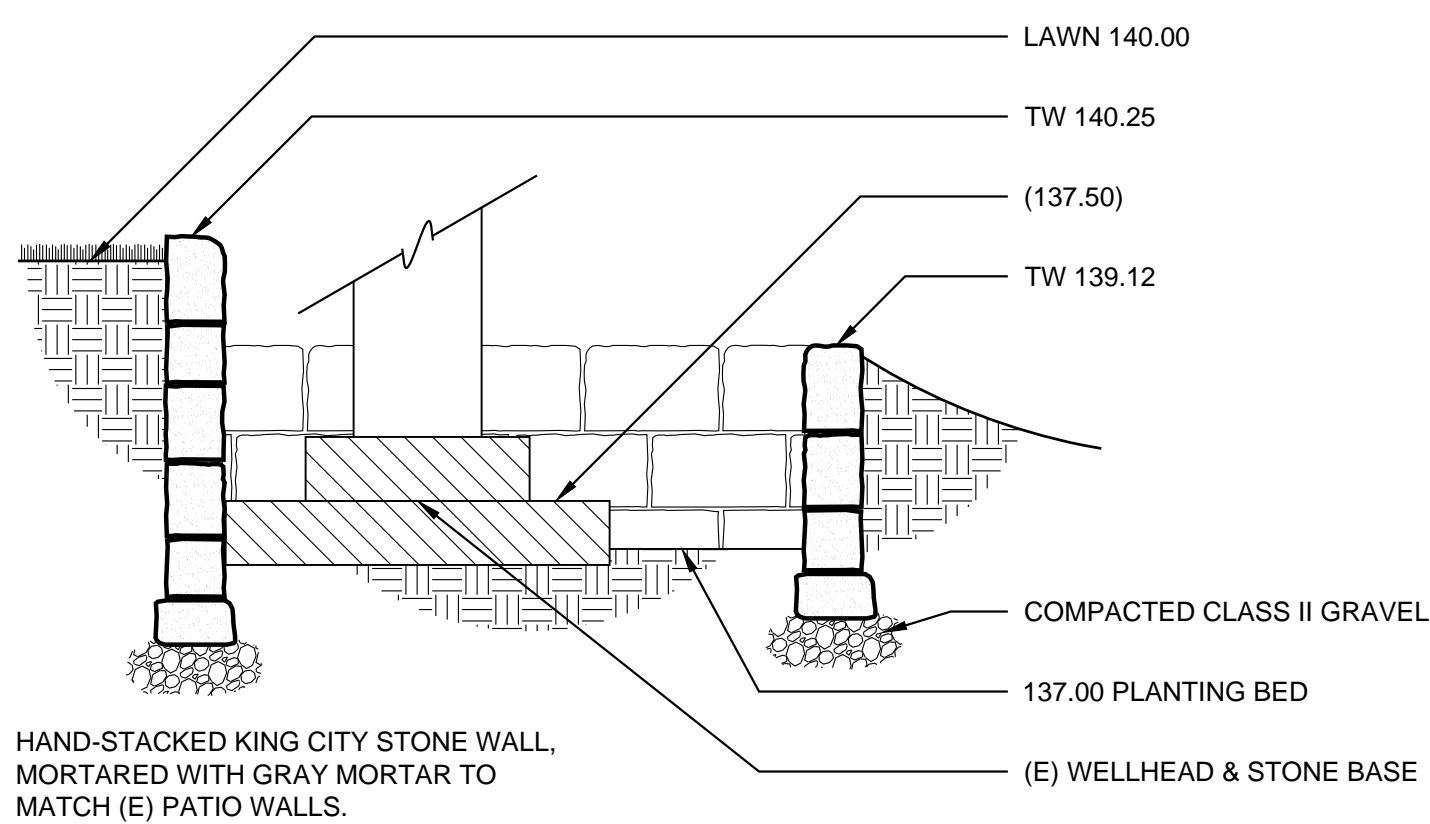 LAWN 140.00
TW 140.25
(137.50)
TW 139.12
COMPACTED CLASS II GRAVEL
137.00 PLANTING BED
(E) WELLHEAD & STONE BASE
HAND-STACKED KING CITY STONE WALL,
MORTARED WITH GRAY MORTAR TO
MATCH (E) PATIO WALLS.